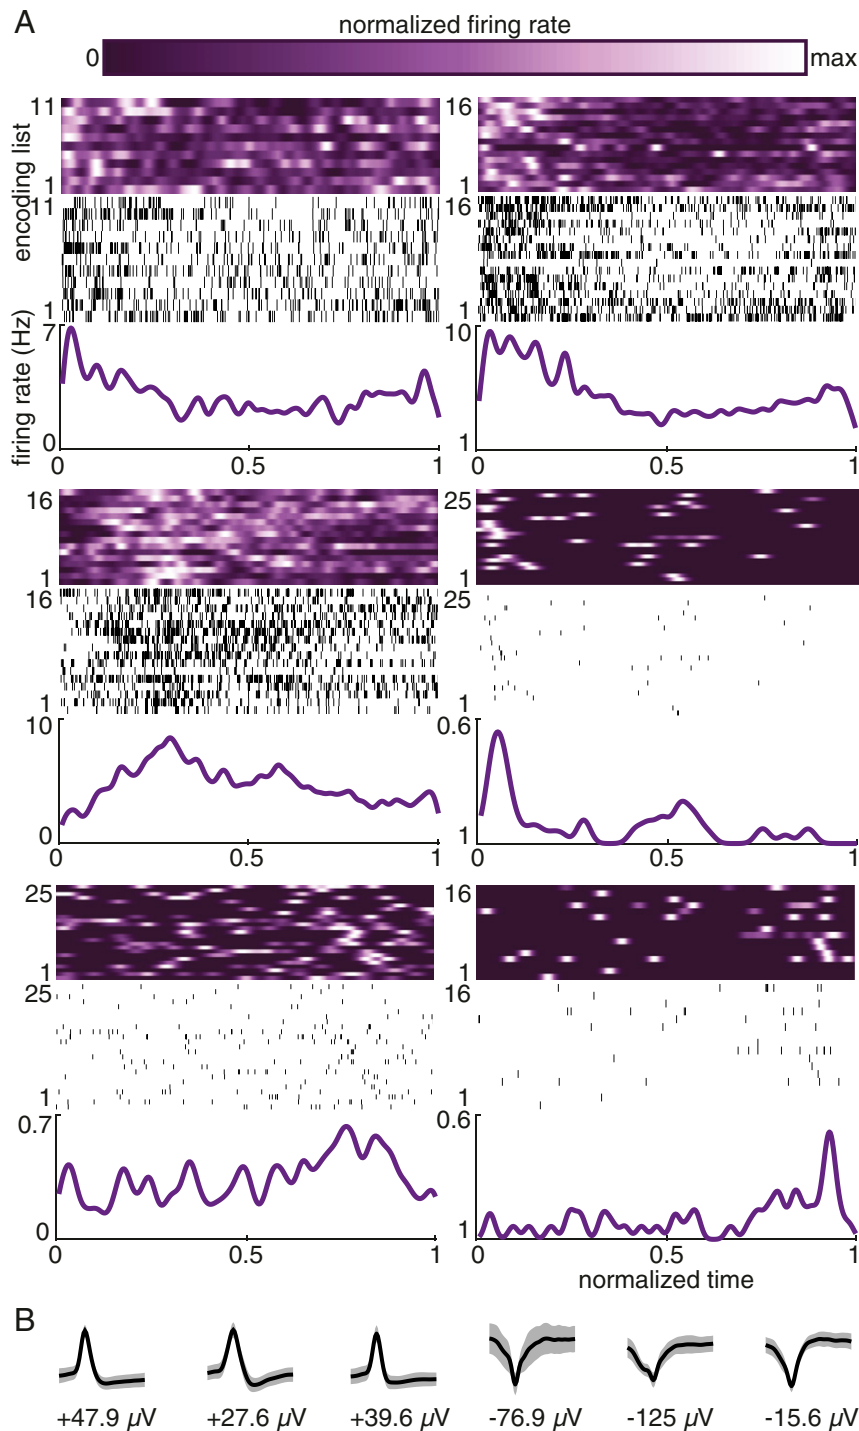 A
normalized firing rate
0 max
encoding list
11
1
11
1
firing rate (Hz)
7
0
0 0.5 1
16
1
16
1
10
1
0 0.5 1
16
1
16
1
10
0
0 0.5 1
25
1
25
1
0.6
1
0 0.5 1
25
1
25
1
0.7
0
0 0.5 1
16
1
16
1
0.6
1
0 0.5 1
normalized time
B
+47.9 µV +27.6 µV +39.6 µV -76.9 µV -125 µV -15.6 µV